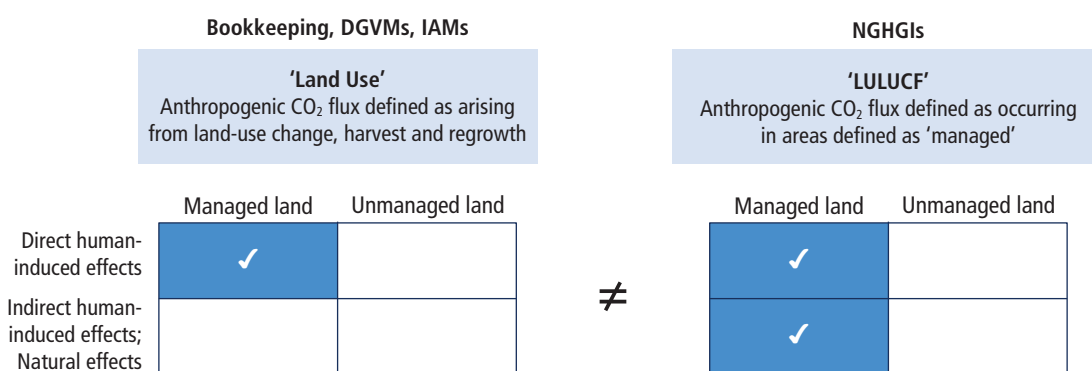 Bookkeeping, DGVMs, IAMs
‘Land Use’
Anthropogenic CO₂ flux defined as arising
from land-use change, harvest and regrowth
NGHGIs
‘LULUCF’
Anthropogenic CO₂ flux defined as occurring
in areas defined as ‘managed’
Managed land Unmanaged land
Direct human-
induced effects
✓
Indirect human-
induced effects;
Natural effects
≠
Managed land Unmanaged land
✓
✓